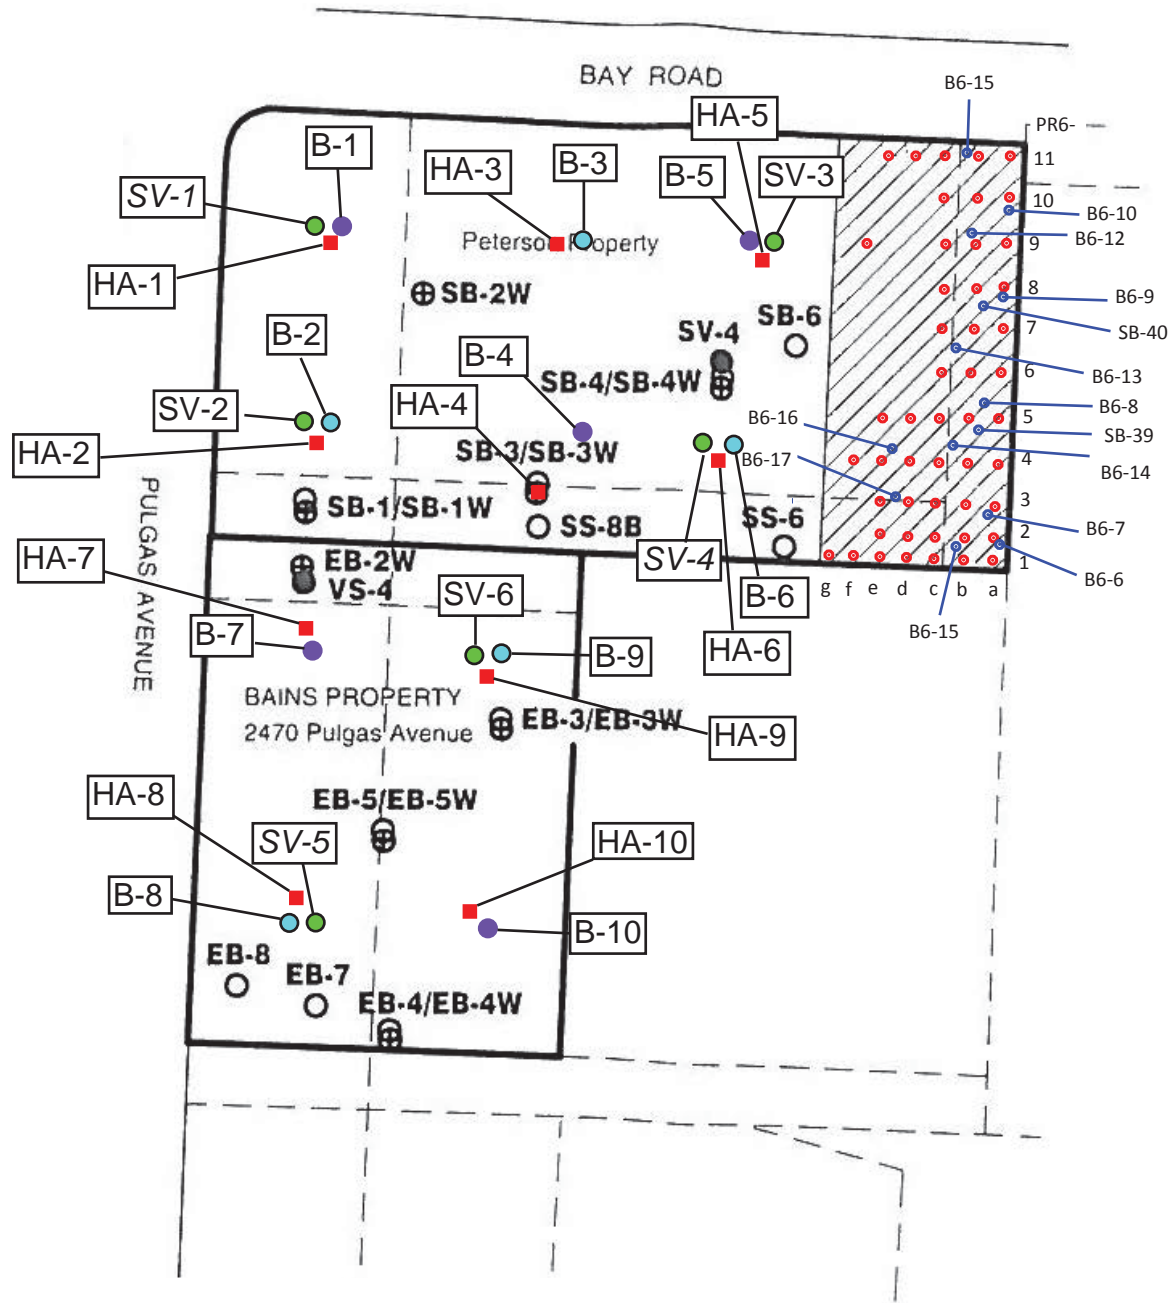 BAY ROAD
B6-15
PR6-
HA-5
B-1
HA-3
B-3
B-5
SV-3
11
SV-1
10
B6-10
Peterson Property
9
B6-12
HA-1
SB-2W
8
B6-9
SB-6
SB-40
B-2
SV-4
7
B-4
SB-4/SB-4W
6
B6-13
SV-2
HA-4
B6-8
B6-16
5
SB-39
HA-2
SB-3/SB-3W
B6-17
4
B6-14
PULGAS AVENUE
SB-1/SB-1W
SS-8B
SS-6
3
B6-7
2
HA-7
EB-2W
SV-4
1
B6-6
VS-4
SV-6
B-6
g f e d c b a
B-7
B-9
HA-6
B6-15
BAINS PROPERTY
2470 Pulgas Avenue
EB-3/EB-3W
HA-9
HA-8
EB-5/EB-5W
SV-5
HA-10
B-8
B-10
EB-8
EB-7
EB-4/EB-4W